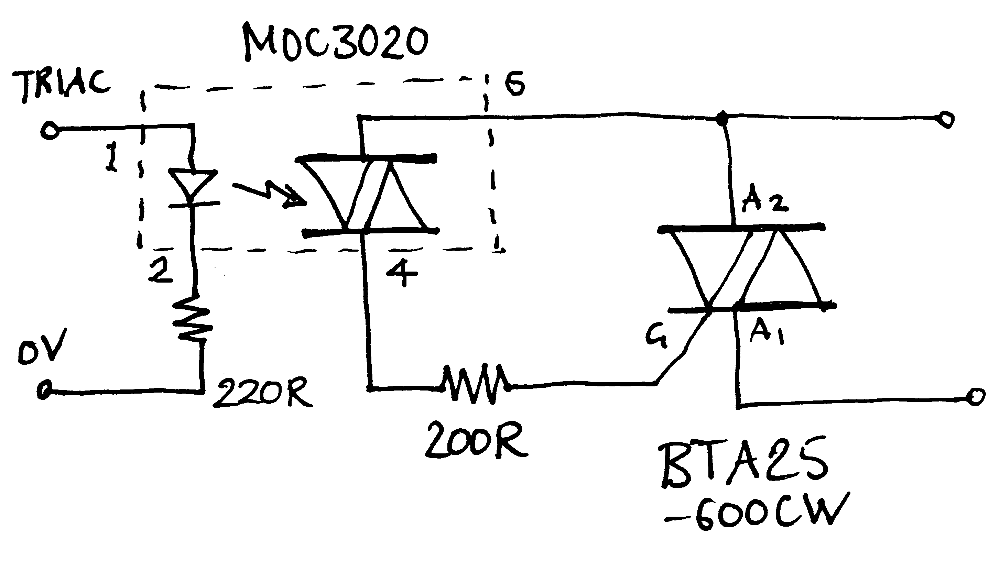 MOC3020
TRIAC
6
1
A2
2
4
G
A1
0V
220R
200R
BTA25
-600CW